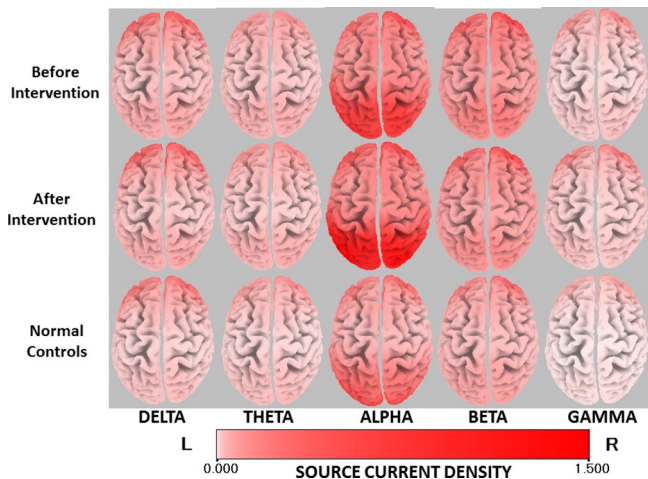 Before
Intervention
After
Intervention
Normal
Controls
DELTA THETA ALPHA BETA GAMMA
L R
0.000 SOURCE CURRENT DENSITY 1.500